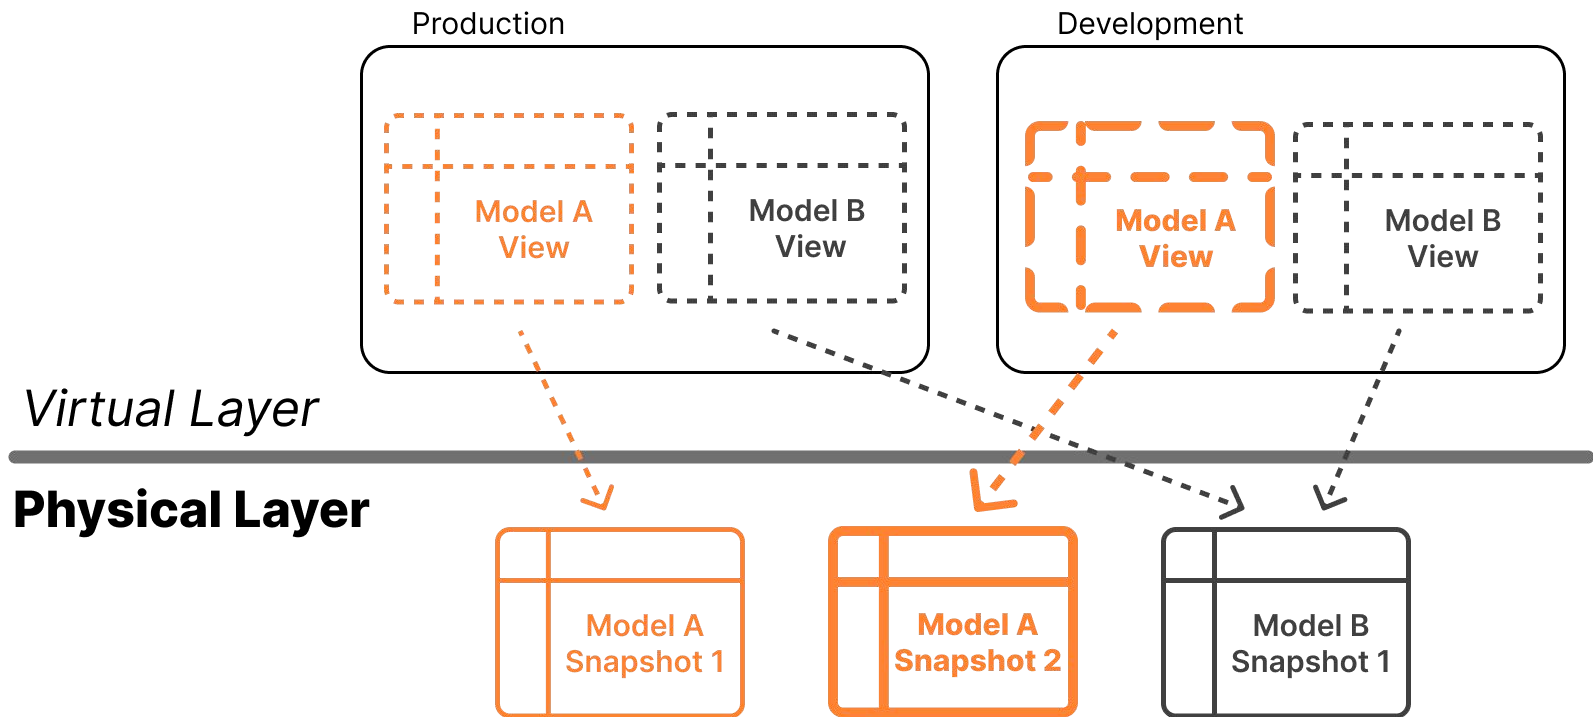 Production
Development
Model A
View
Model B
View
Model A
View
Model B
View
Virtual Layer
Physical Layer
Model A
Snapshot 1
Model A
Snapshot 2
Model B
Snapshot 1